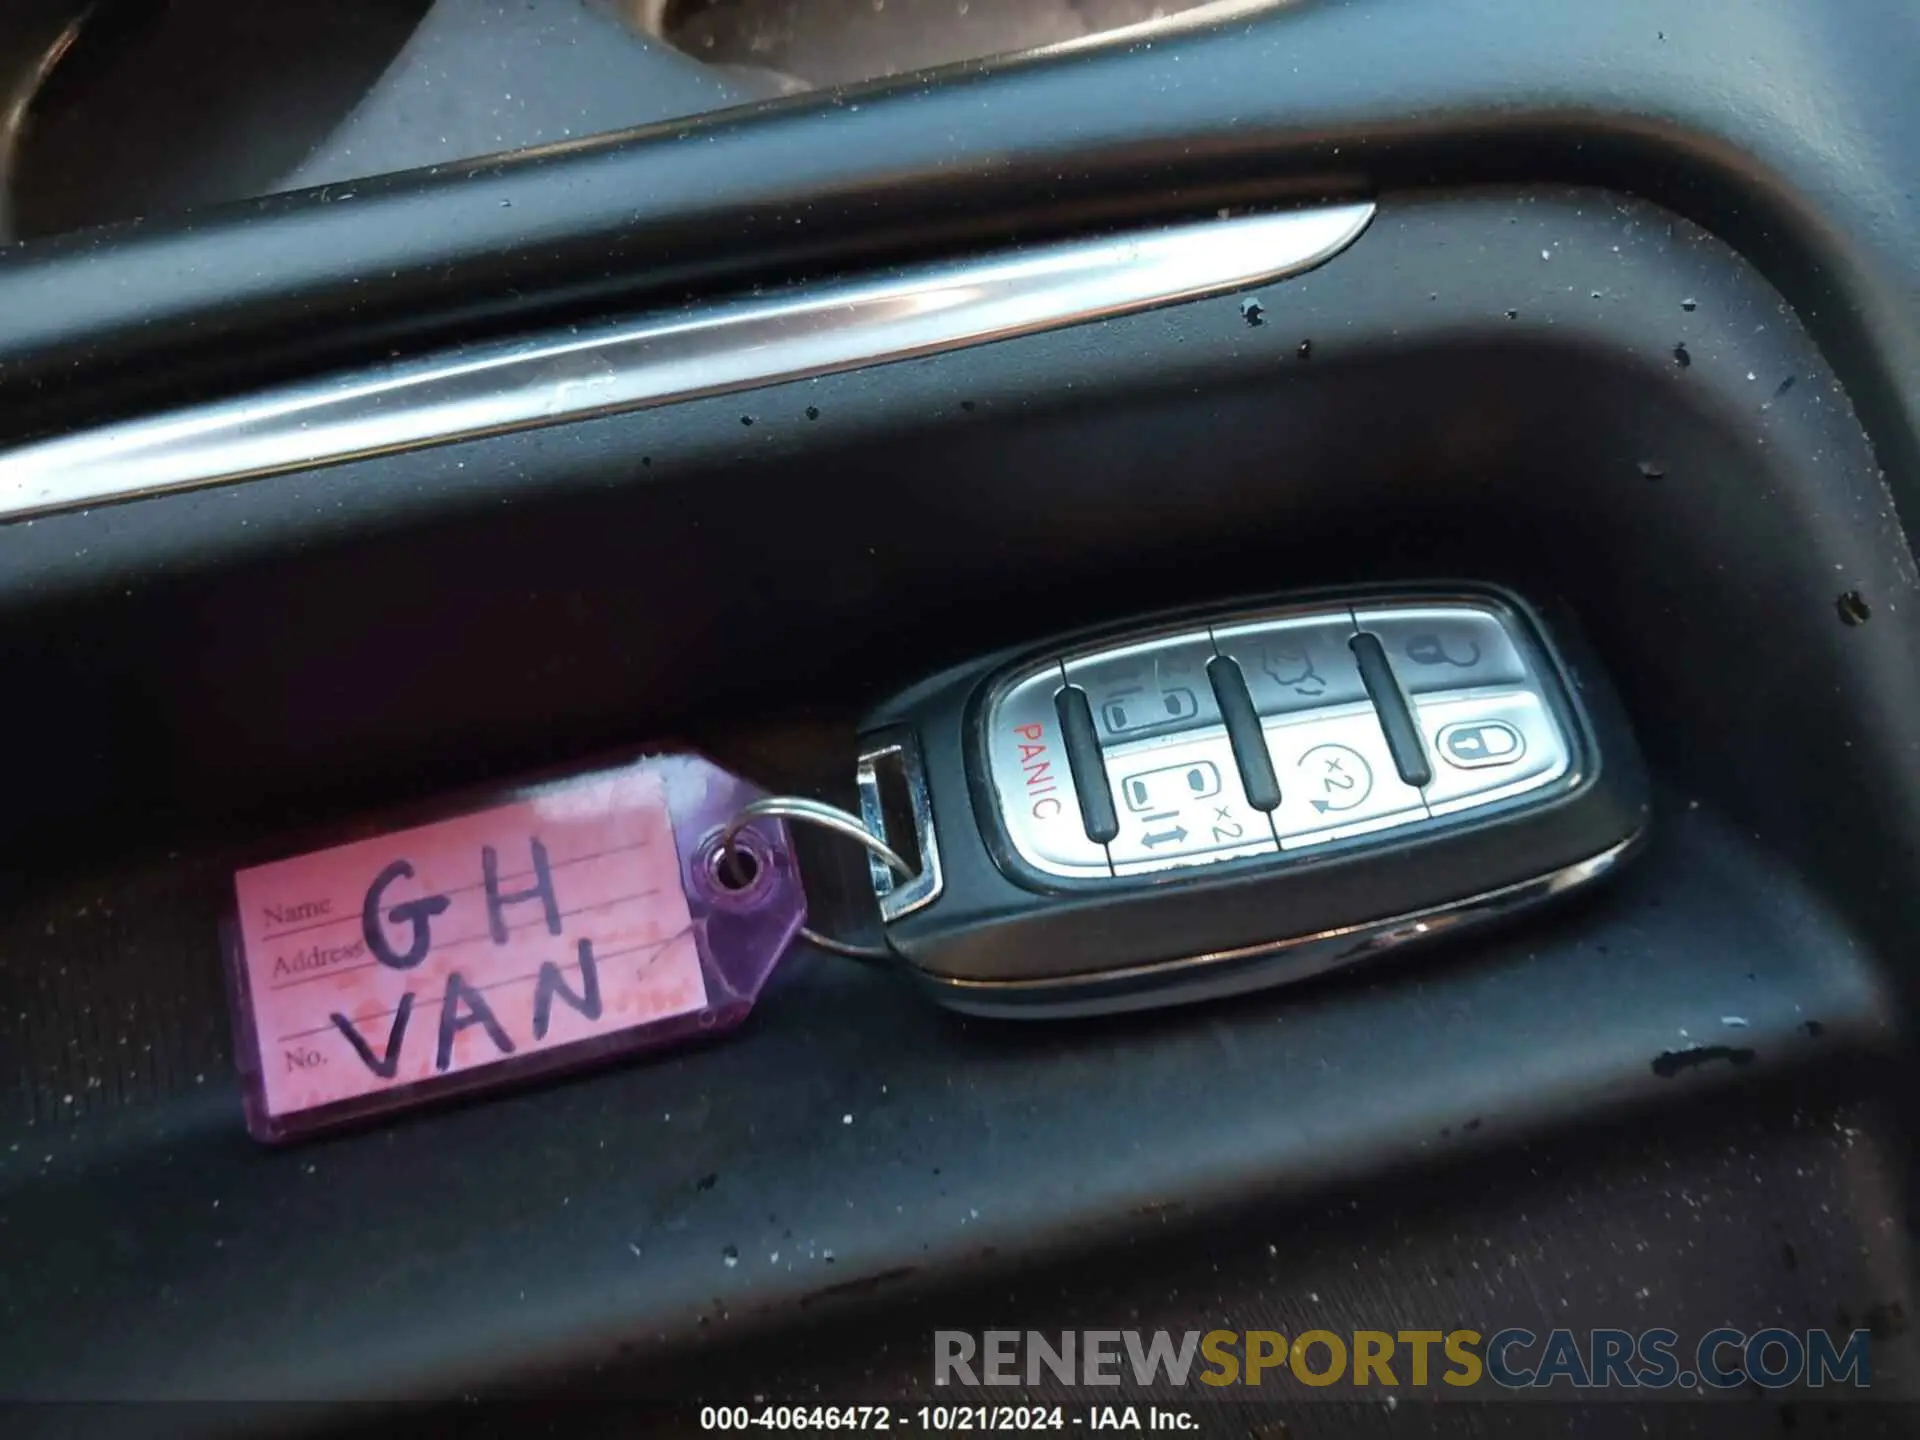 PANIC
×2
×2
Name
GH
Address
VAN
No.
RENEWSPORTSCARS.COM
000-40646472 - 10/21/2024 - IAA Inc.